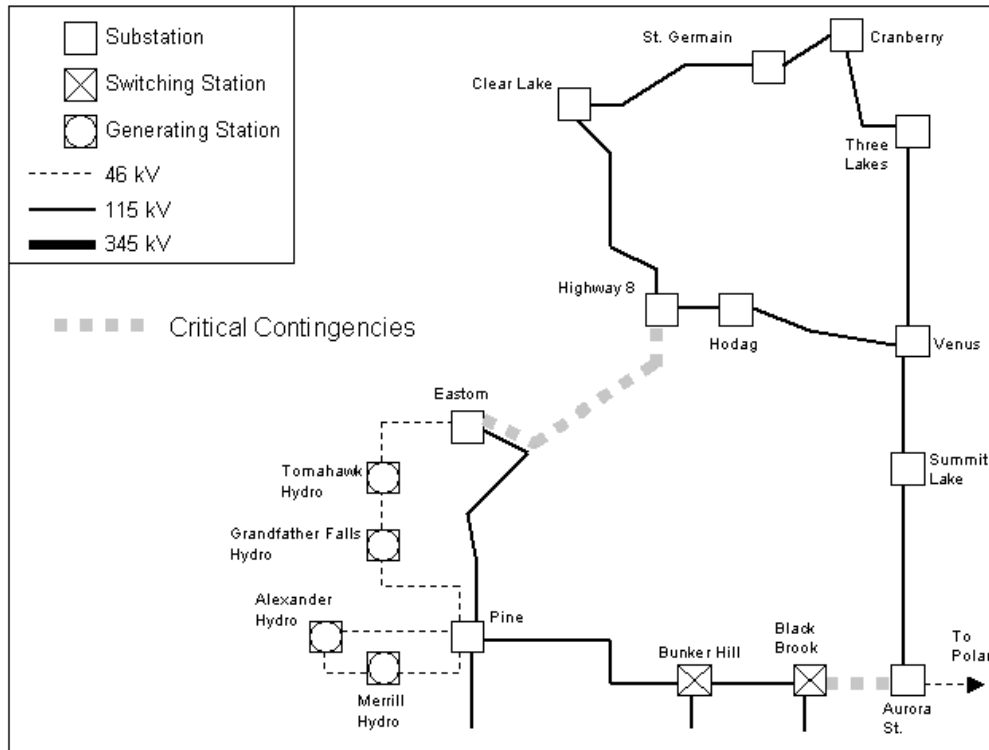 Substation
Switching Station
Generating Station
46 kV
115 kV
345 kV
Critical Contingencies
St. Germain
Cranberry
Clear Lake
Three
Lakes
Highway 8
Hodag
Venus
Eastom
Tomahawk
Hydro
Summit
Lake
Grandfather Falls
Hydro
Alexander
Hydro
Pine
Merrill
Hydro
Bunker Hill
Black
Brook
To
Polar
Aurora
St.